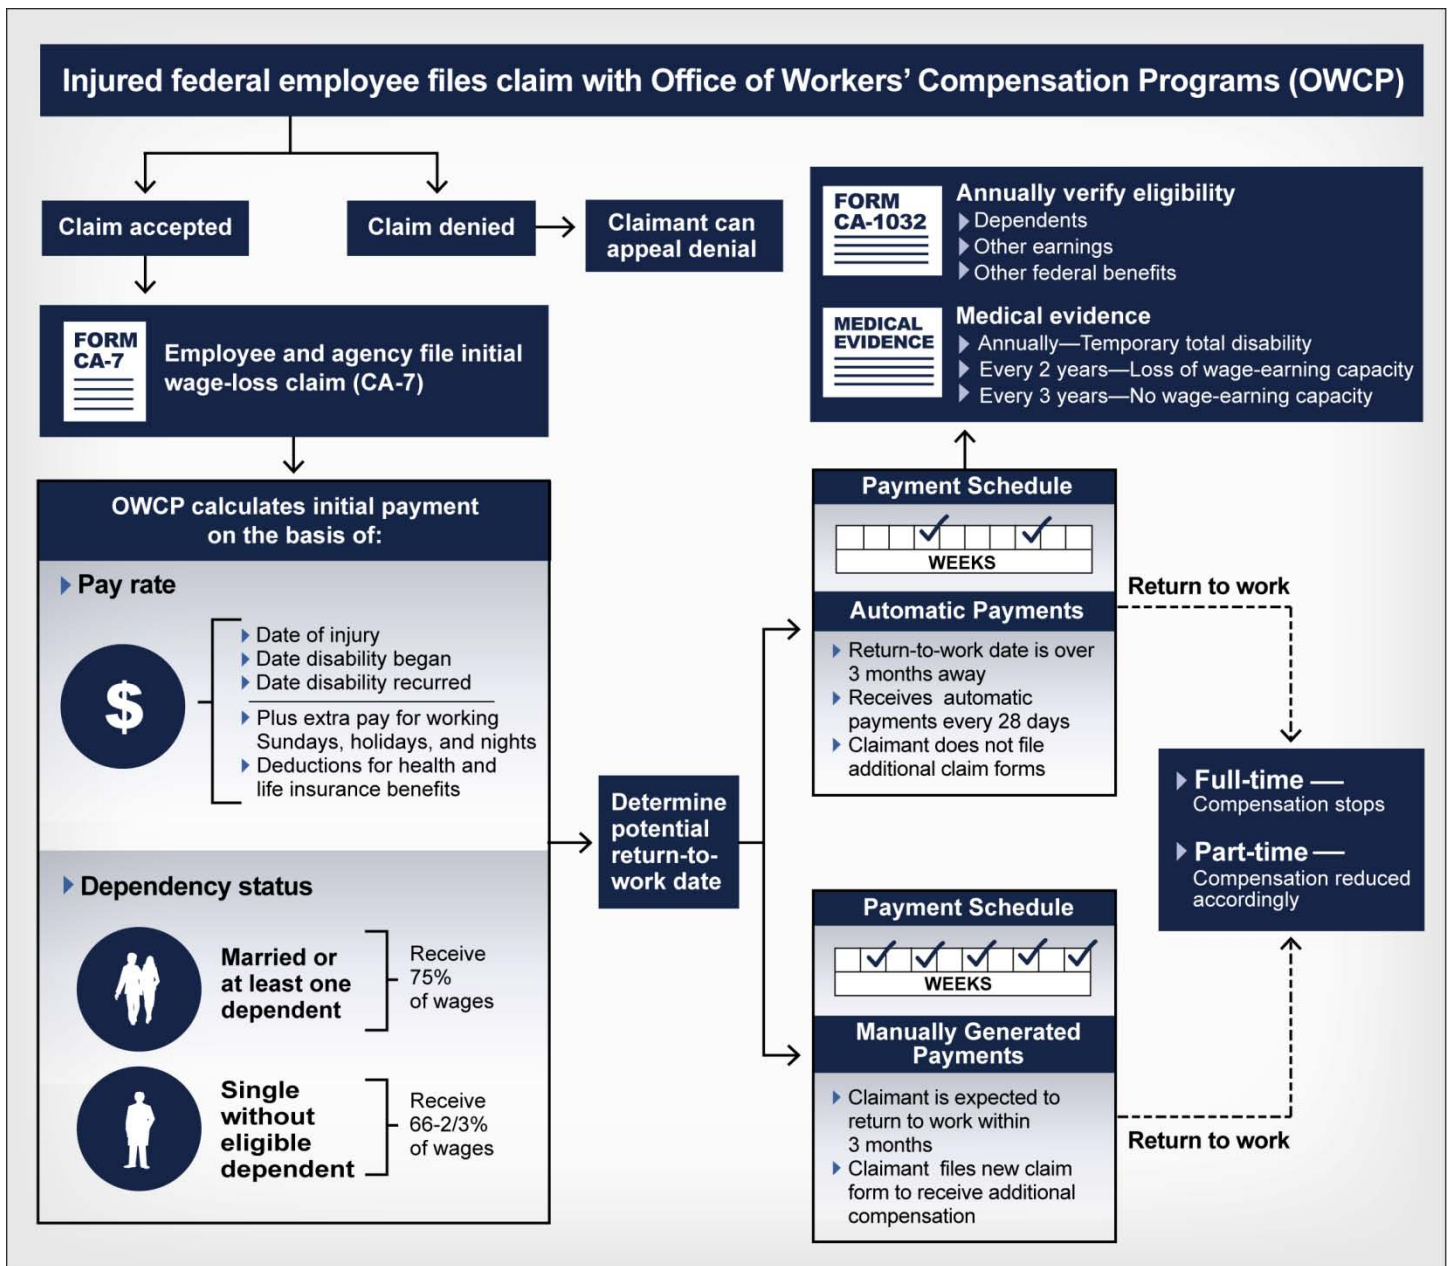 Injured federal employee files claim with Office of Workers' Compensation Programs (OWCP)
Claim accepted
Claim denied
Claimant can
appeal denial
FORM
CA-7
Employee and agency file initial
wage-loss claim (CA-7)
OWCP calculates initial payment
on the basis of:
Pay rate
$
Date of injury
Date disability began
Date disability recurred
Plus extra pay for working
Sundays, holidays, and nights
Deductions for health and
life insurance benefits
Dependency status
Married or
at least one
dependent
Receive
75%
of wages
Single
without
eligible
dependent
Receive
66-2/3%
of wages
Determine
potential
return-to-
work date
FORM
CA-1032
Annually verify eligibility
Dependents
Other earnings
Other federal benefits
MEDICAL
EVIDENCE
Medical evidence
Annually—Temporary total disability
Every 2 years—Loss of wage-earning capacity
Every 3 years—No wage-earning capacity
Payment Schedule
WEEKS
Automatic Payments
Return-to-work date is over
3 months away
Receives automatic
payments every 28 days
Claimant does not file
additional claim forms
Return to work
Payment Schedule
WEEKS
Manually Generated
Payments
Claimant is expected to
return to work within
3 months
Claimant files new claim
form to receive additional
compensation
Return to work
Full-time —
Compensation stops
Part-time —
Compensation reduced
accordingly